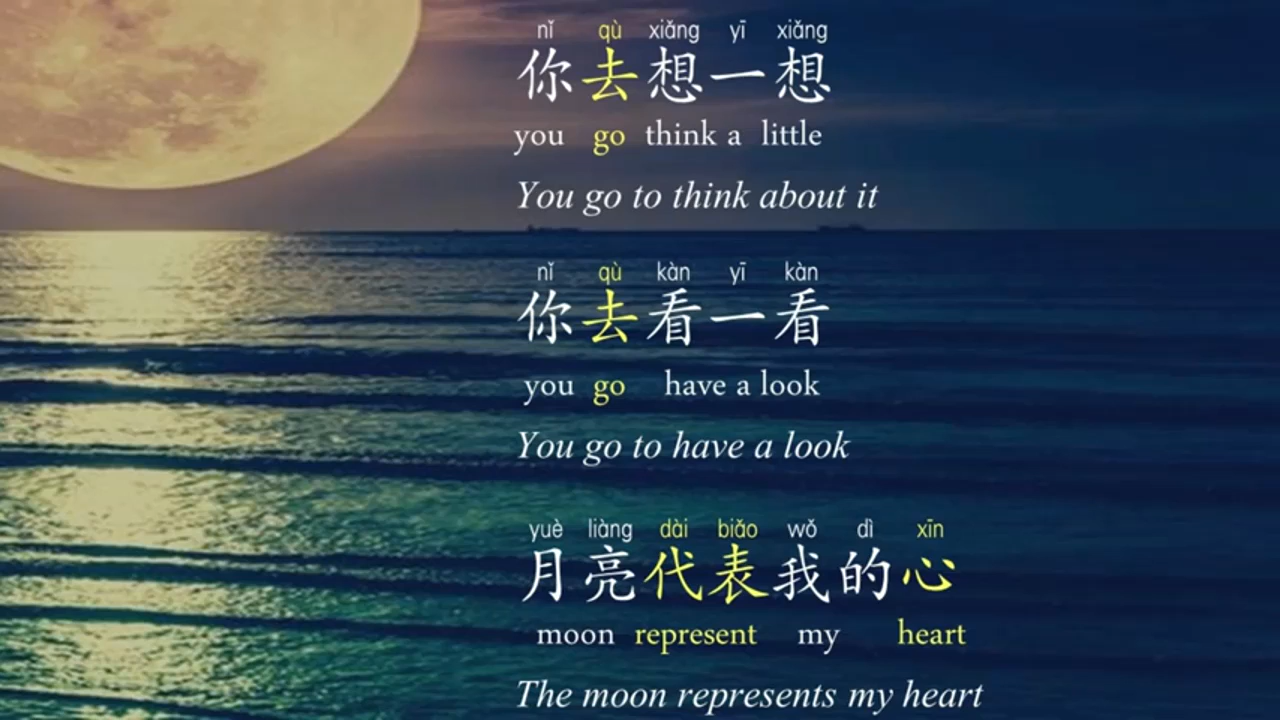 nǐ qù xiǎng yī xiǎng
你去想一想
you go think a little
You go to think about it
nǐ qù kàn yī kàn
你去看一看
you go have a look
You go to have a look
yuè liàng dài biǎo wǒ dì xīn
月亮代表我的心
moon represent my heart
The moon represents my heart